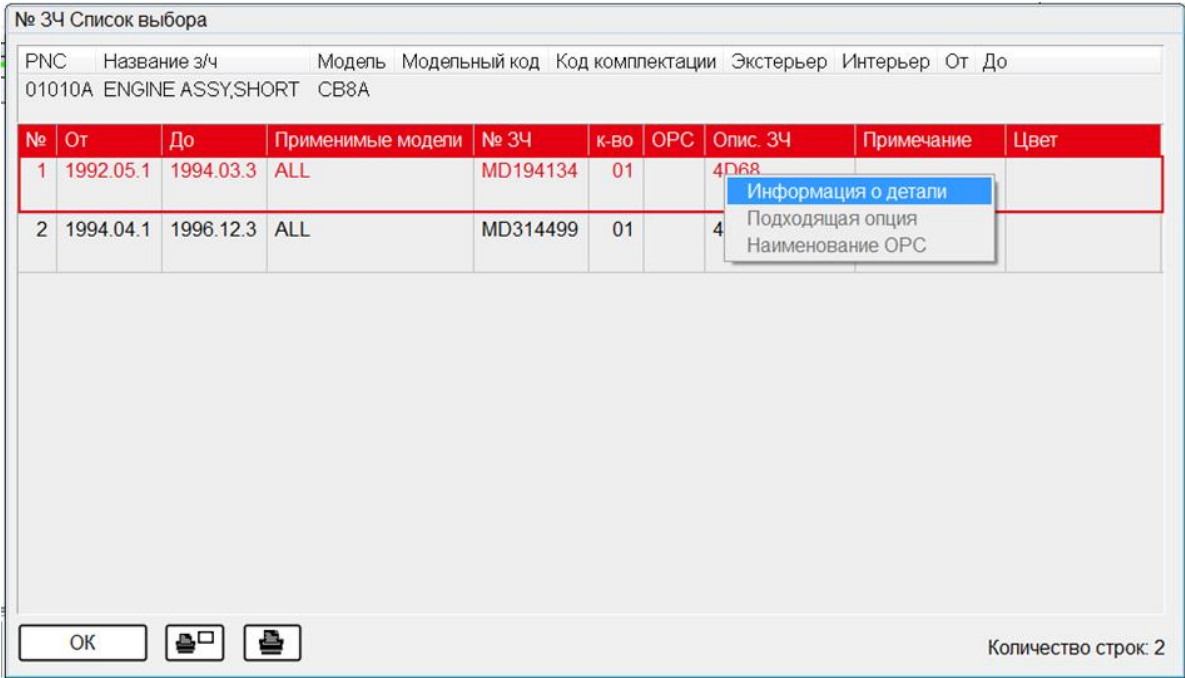 № ЗЧ Список выбора
PNC Название з/ч Модель Модельный код Код комплектации Экстерьер Интерьер От До
01010A ENGINE ASSY,SHORT CB8A
№ От До Применимые модели № ЗЧ к-во OPC Опис. ЗЧ Примечание Цвет
1 1992.05.1 1994.03.3 ALL MD194134 01 4D68
Информация о детали
Подходящая опция
2 1994.04.1 1996.12.3 ALL MD314499 01 4
Наименование OPC
OK
Количество строк: 2